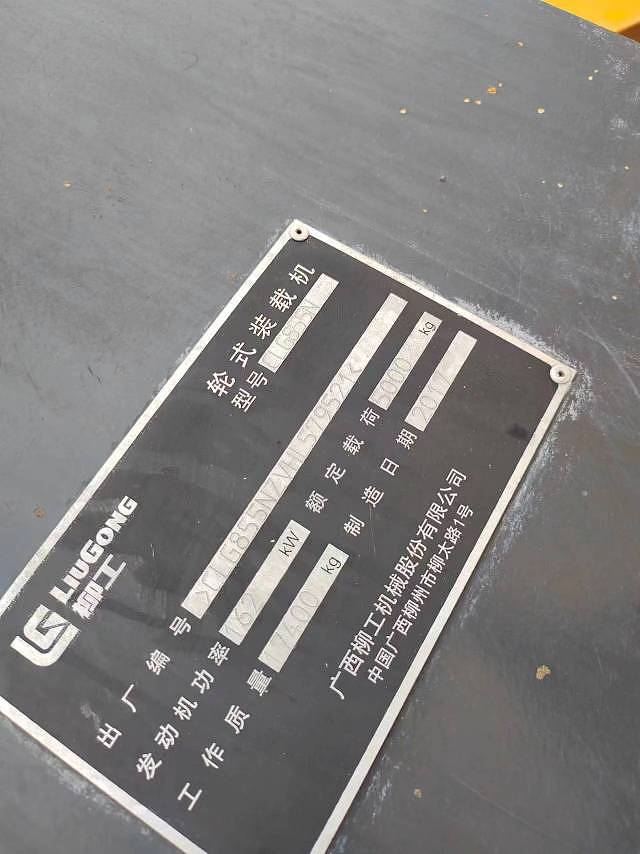 LIUGONG
柳工
轮式装载机
型号 CLG855N
出厂编号
发动机功率 162 kW 额定载荷 5000 kg
工作质量 17400 kg 制造日期
广西柳工机械股份有限公司
中国广西柳州市柳太路1号